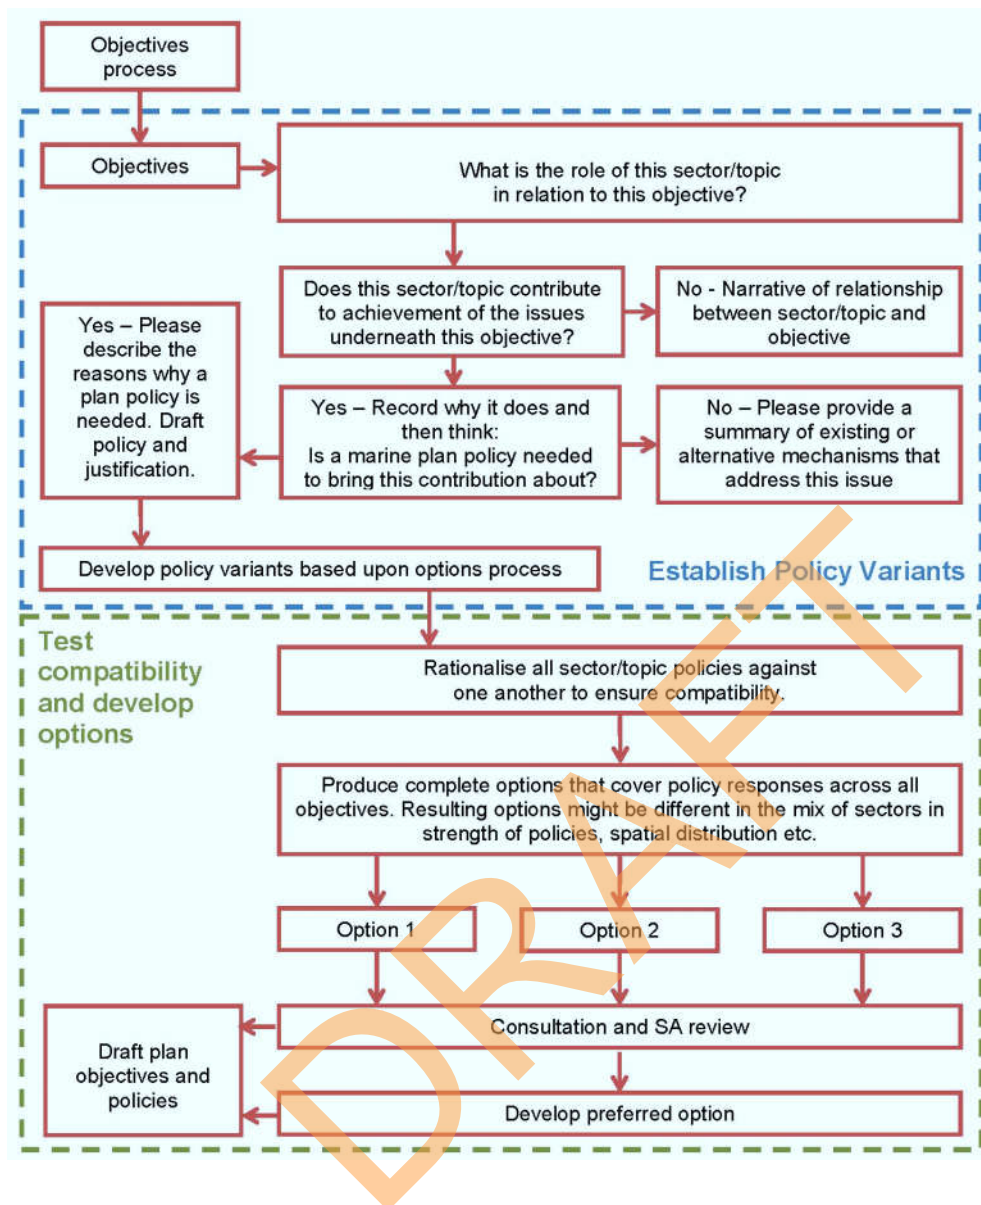 Objectives
process
Objectives
What is the role of this sector/topic
in relation to this objective?
Does this sector/topic contribute
to achievement of the issues
underneath this objective?
No - Narrative of relationship
between sector/topic and
objective
Yes – Please
describe the
reasons why a
plan policy is
needed. Draft
policy and
justification.
Yes – Record why it does and
then think:
Is a marine plan policy needed
to bring this contribution about?
No – Please provide a
summary of existing or
alternative mechanisms that
address this issue
Develop policy variants based upon options process
Establish Policy Variants
Test
compatibility
and develop
options
Rationalise all sector/topic policies against
one another to ensure compatibility.
Produce complete options that cover policy responses across all
objectives. Resulting options might be different in the mix of sectors in
strength of policies, spatial distribution etc.
Option 1
Option 2
Option 3
Consultation and SA review
Draft plan
objectives and
policies
Develop preferred option
DRAFT